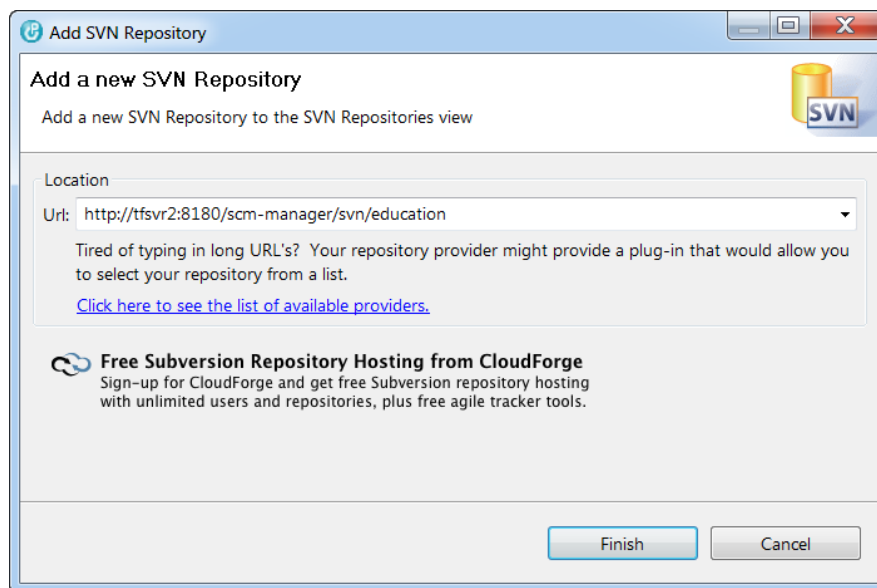 Add SVN Repository
Add a new SVN Repository
Add a new SVN Repository to the SVN Repositories view
SVN
Location
Url: http://tfsvr2:8180/scm-manager/svn/education
Tired of typing in long URL's? Your repository provider might provide a plug-in that would allow you
to select your repository from a list.
Click here to see the list of available providers.
Free Subversion Repository Hosting from CloudForge
Sign-up for CloudForge and get free Subversion repository hosting
with unlimited users and repositories, plus free agile tracker tools.
Finish Cancel